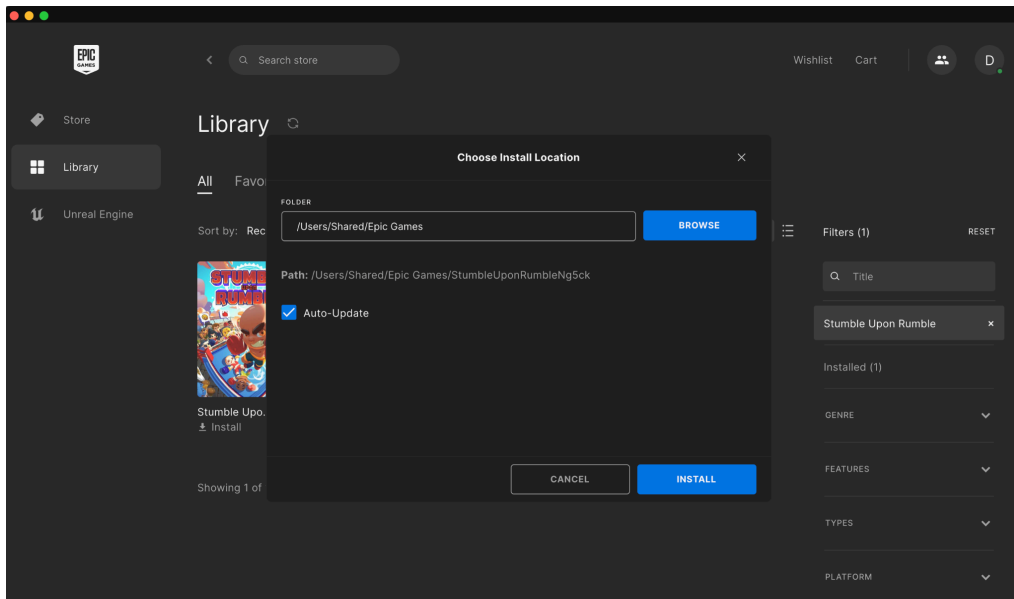 EPIC
GAMES
Search store
Wishlist
Cart
D
Store
Library
Unreal Engine
Library
All
Favo
Sort by: Rec
STUMB
RUMB
Stumble Upo.
Install
Showing 1 of
Choose Install Location
FOLDER
/Users/Shared/Epic Games
BROWSE
Path: /Users/Shared/Epic Games/StumbleUponRumbleNg5ck
Auto-Update
CANCEL
INSTALL
Filters (1)
RESET
Title
Stumble Upon Rumble
Installed (1)
GENRE
FEATURES
TYPES
PLATFORM